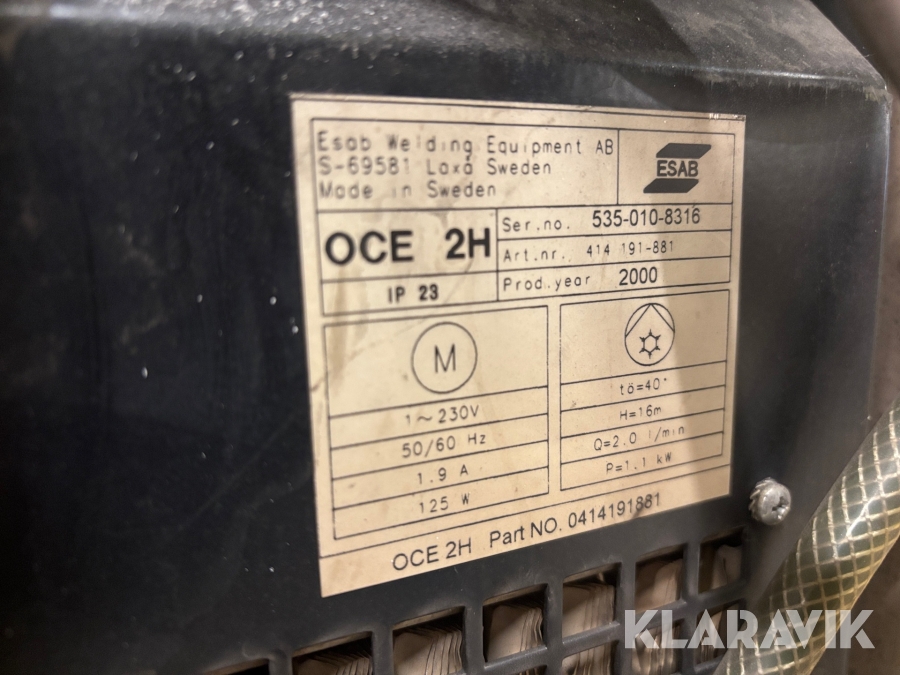 Esab Welding Equipment AB
S-69581 Laxå Sweden
Made in Sweden
ESAB
OCE 2H
IP 23
Ser.no. 535-010-8316
Art.nr. 414 191-881
Prod.year 2000
M
1~230V
50/60 Hz
1.9 A
125 W
tö=40°
H=16m
Q=2.0 l/min
P=1.1 kW
OCE 2H Part NO. 0414191881
KLARAVIK